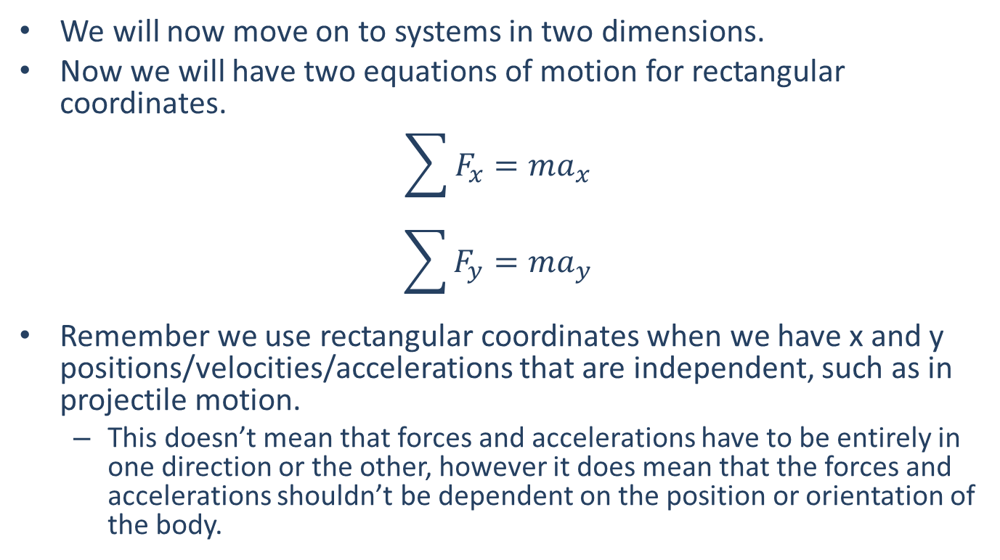 • We will now move on to systems in two dimensions.
• Now we will have two equations of motion for rectangular
coordinates.
∑ Fₓ = maₓ
∑ F_y = ma_y
• Remember we use rectangular coordinates when we have x and y
positions/velocities/accelerations that are independent, such as in
projectile motion.
– This doesn’t mean that forces and accelerations have to be entirely in
one direction or the other, however it does mean that the forces and
accelerations shouldn’t be dependent on the position or orientation of
the body.